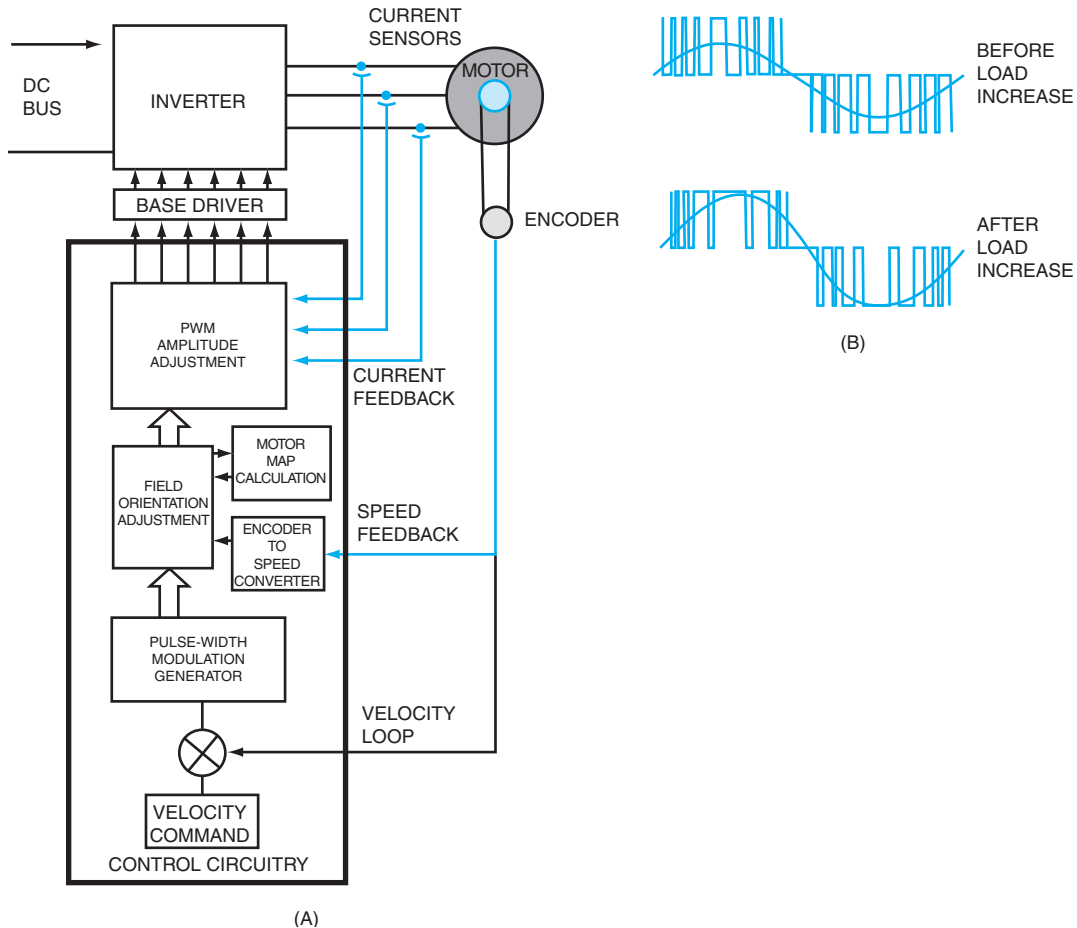 CURRENT
SENSORS
DC
BUS
INVERTER
MOTOR
BASE DRIVER
ENCODER
PWM
AMPLITUDE
ADJUSTMENT
CURRENT
FEEDBACK
FIELD
ORIENTATION
ADJUSTMENT
MOTOR
MAP
CALCULATION
ENCODER
TO
SPEED
CONVERTER
SPEED
FEEDBACK
PULSE-WIDTH
MODULATION
GENERATOR
VELOCITY
LOOP
VELOCITY
COMMAND
CONTROL CIRCUITRY
(A)
BEFORE
LOAD
INCREASE
AFTER
LOAD
INCREASE
(B)